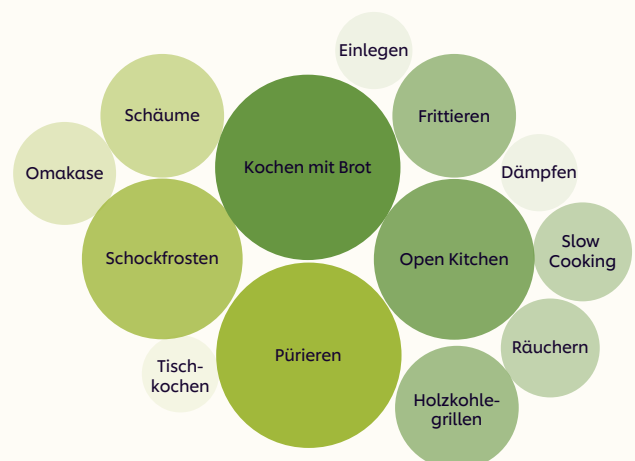 Einlegen
Schäume
Frittieren
Kochen mit Brot
Omakase
Dämpfen
Schockfrosten
Open Kitchen
Slow
Cooking
Pürieren
Räuchern
Tisch-
kochen
Holzkohle-
grillen